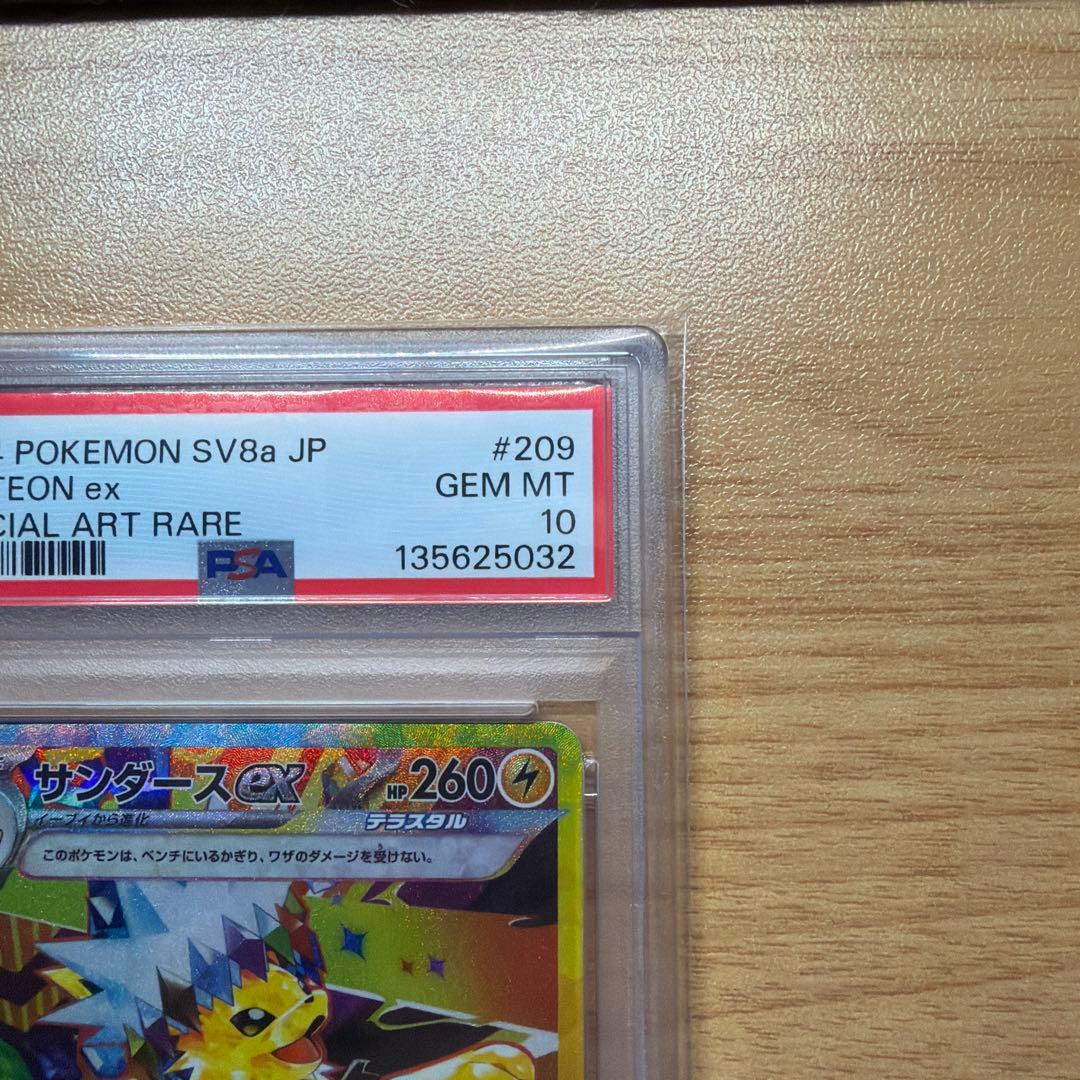 POKEMON SV8a JP #209
TEON ex GEM MT
CIAL ART RARE 10
PSA 135625032
サンダースex HP 260
イーブイから進化 テラスタル
このポケモンは、ベンチにいるかぎり、ワザのダメージを受けない。